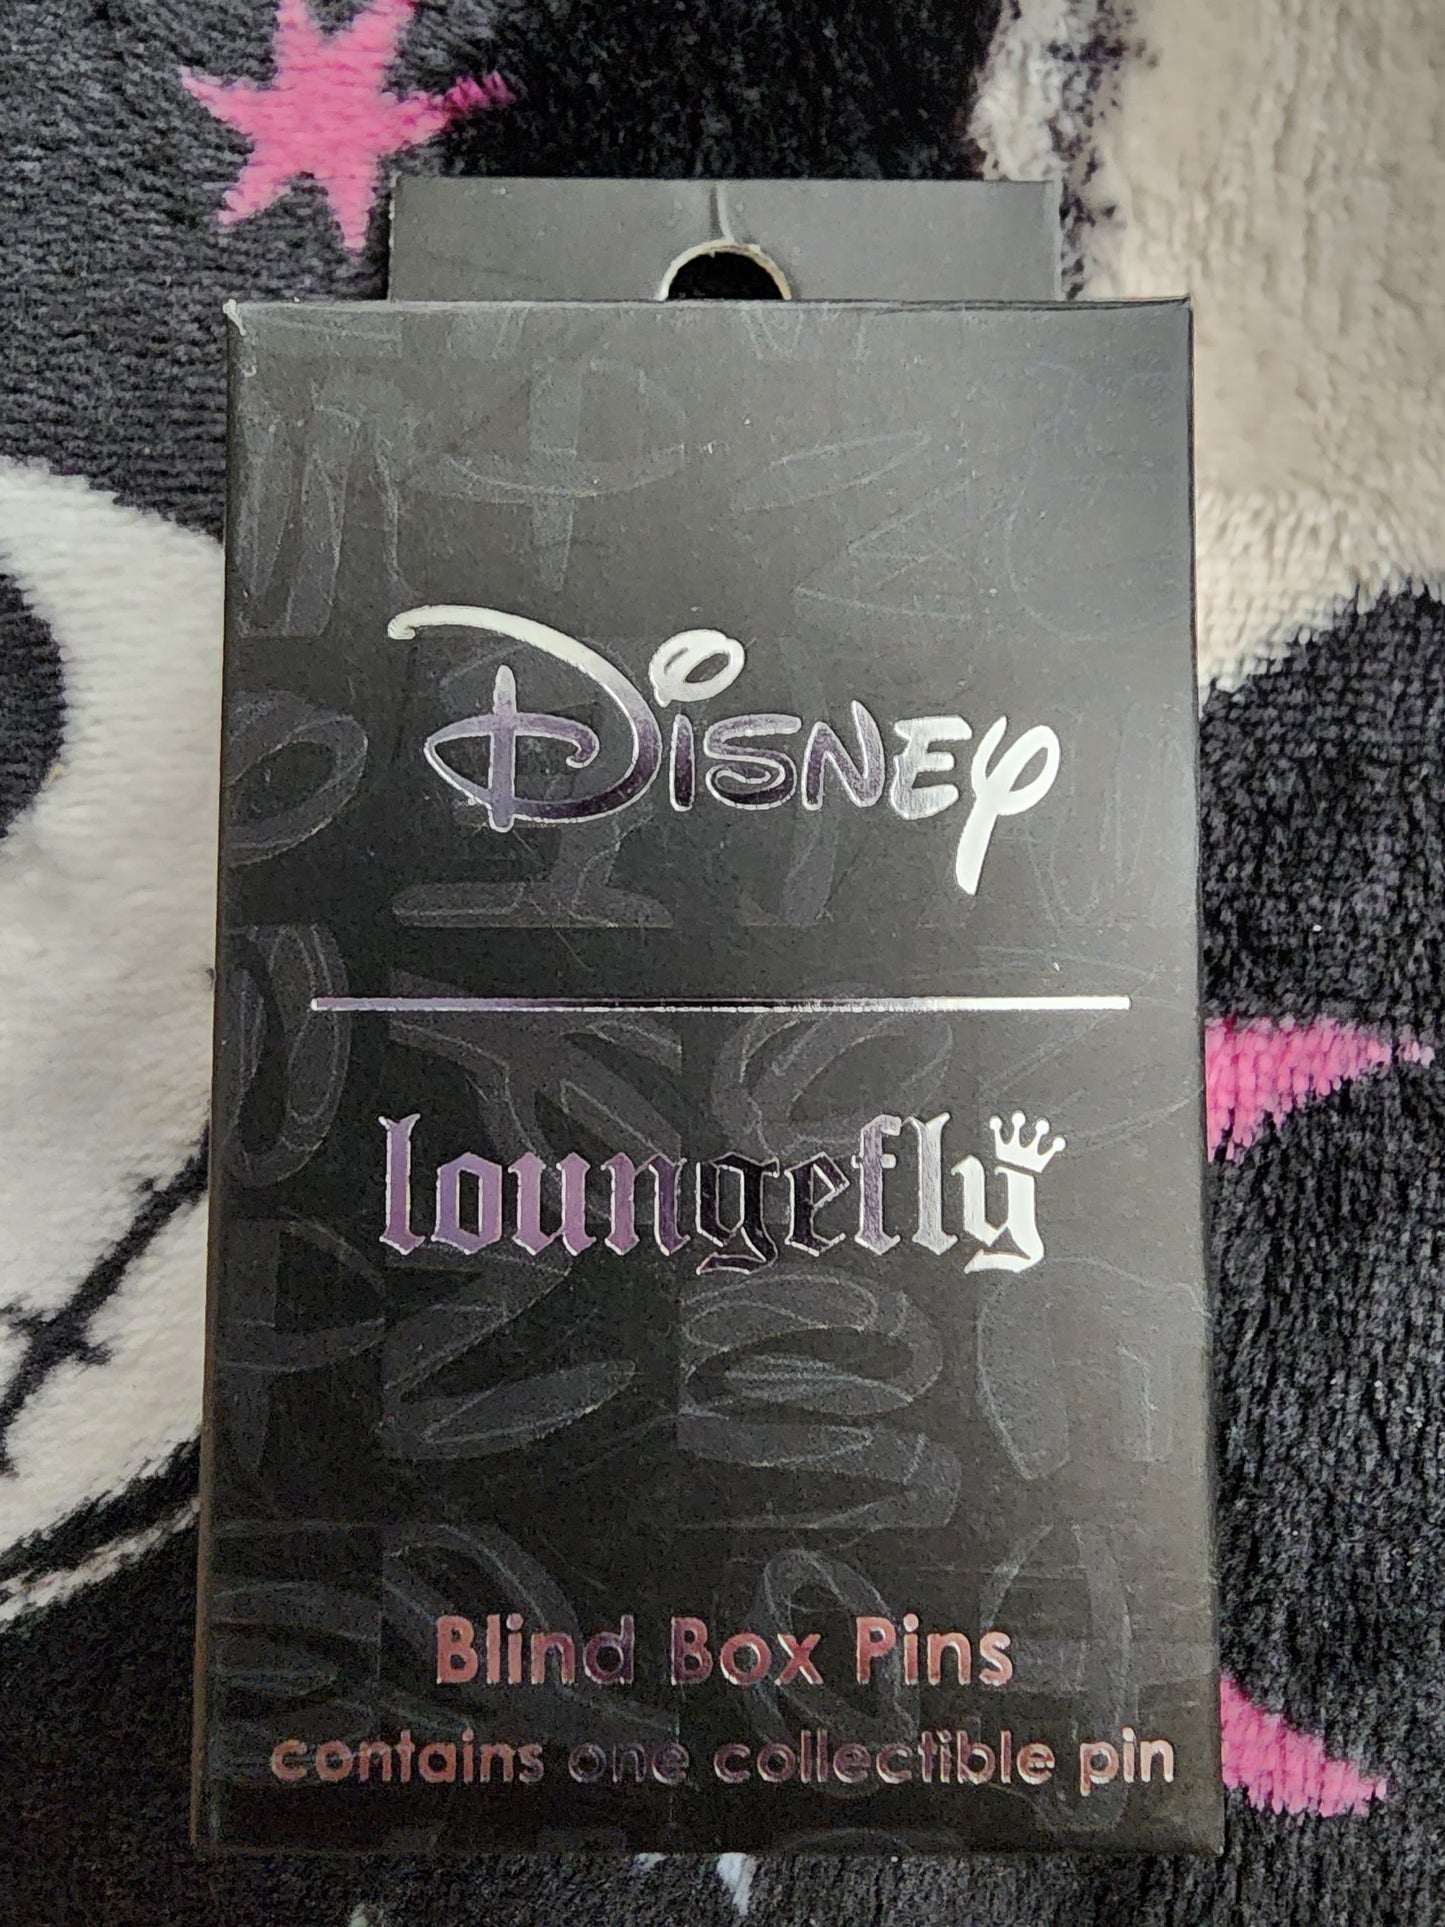 Disney
loungefly
Blind Box Pins
contains one collectible pin